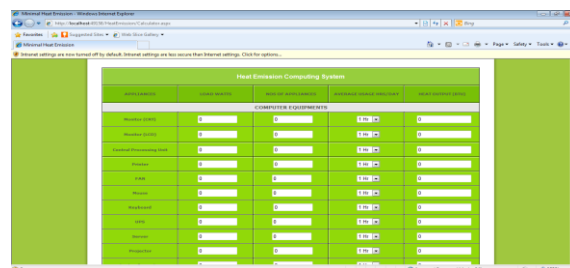 Minimal Heat Emission - Windows Internet Explorer
http://localhost:49238/HeatEmission/Calculator.aspx
Bing
Favorites Suggested Sites Web Slice Gallery
Minimal Heat Emission
Page Safety Tools
Intranet settings are now turned off by default. Intranet settings are less secure than Internet settings. Click for options...
Heat Emission Computing System
APPLIANCES LOAD WATTS NOS OF APPLIANCES AVERAGE USAGE HRS/DAY HEAT OUTPUT
COMPUTER EQUIPMENTS
Monitor (CRT) 0 0 1 Hr 0
Monitor (LCD) 0 0 1 Hr 0
Central Processing Unit 0 0 1 Hr 0
Printer 0 0 1 Hr 0
FAN 0 0 1 Hr 0
Mouse 0 0 1 Hr 0
Keyboard 0 0 1 Hr 0
UPS 0 0 1 Hr 0
Server 0 0 1 Hr 0
Projector 0 0 1 Hr 0